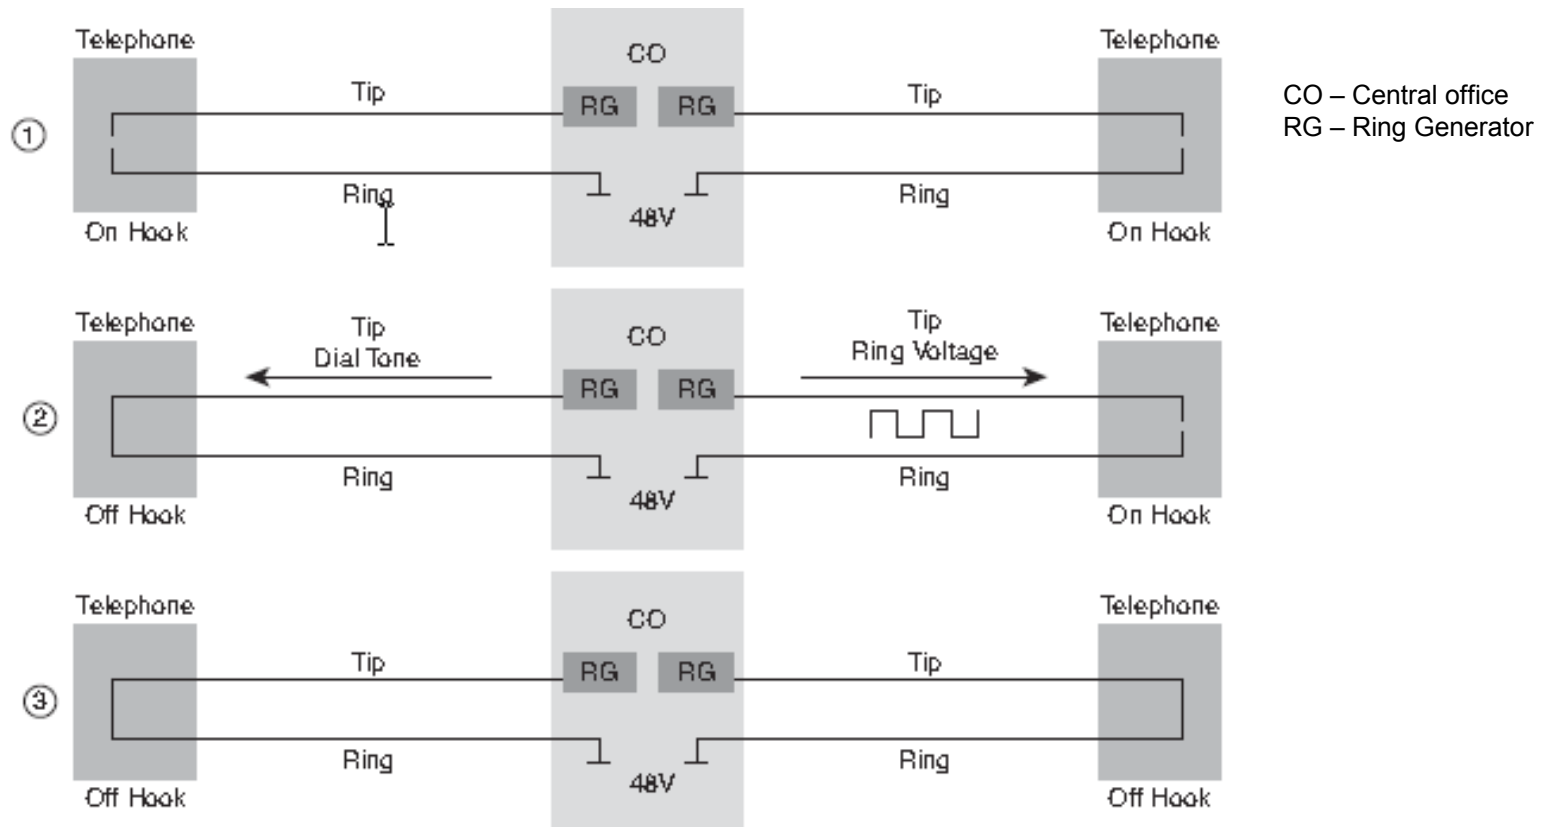 Telephone
CO
Telephone
Tip
RG
RG
Tip
CO – Central office
RG – Ring Generator
1
Ring
Ring
48V
On Hook
On Hook
Telephone
Tip
Dial Tone
CO
Tip
Ring Voltage
Telephone
RG
RG
2
Ring
Ring
48V
Off Hook
On Hook
Telephone
CO
Telephone
Tip
RG
RG
Tip
3
Ring
Ring
48V
Off Hook
Off Hook